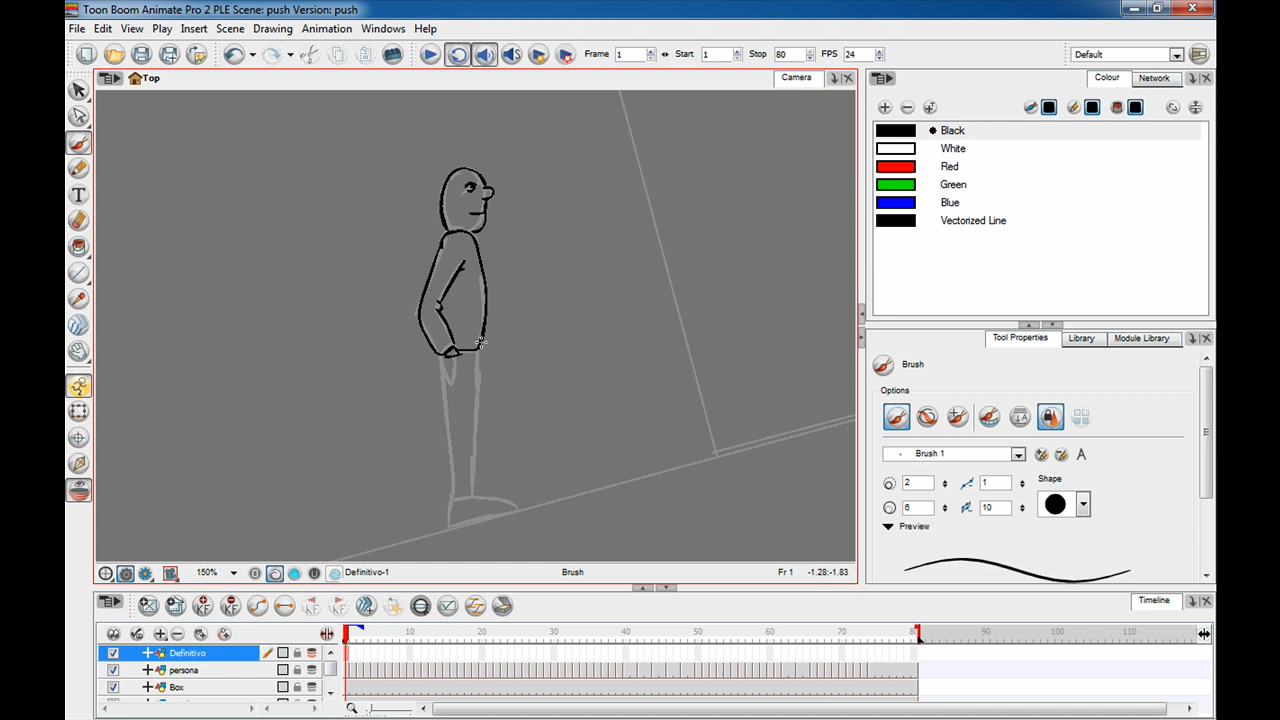 Toon Boom Animate Pro 2 PLE Scene: push Version: push
File Edit View Play Insert Scene Drawing Animation Windows Help
Frame 1 Start 1 Stop 80 FPS 24 Default
Top Camera Colour Network
Black
White
Red
Green
Blue
Vectorized Line
Tool Properties Library Module Library
Brush
Options
Brush 1
2 1 Shape
6 10
Preview
150% Definitivo-1 Brush Fr 1 -1.28:-1.83
KF KF KF KF
Timeline
10 20 30 40 50 60 70 80 90 100 110
Definitivo
persona
Box